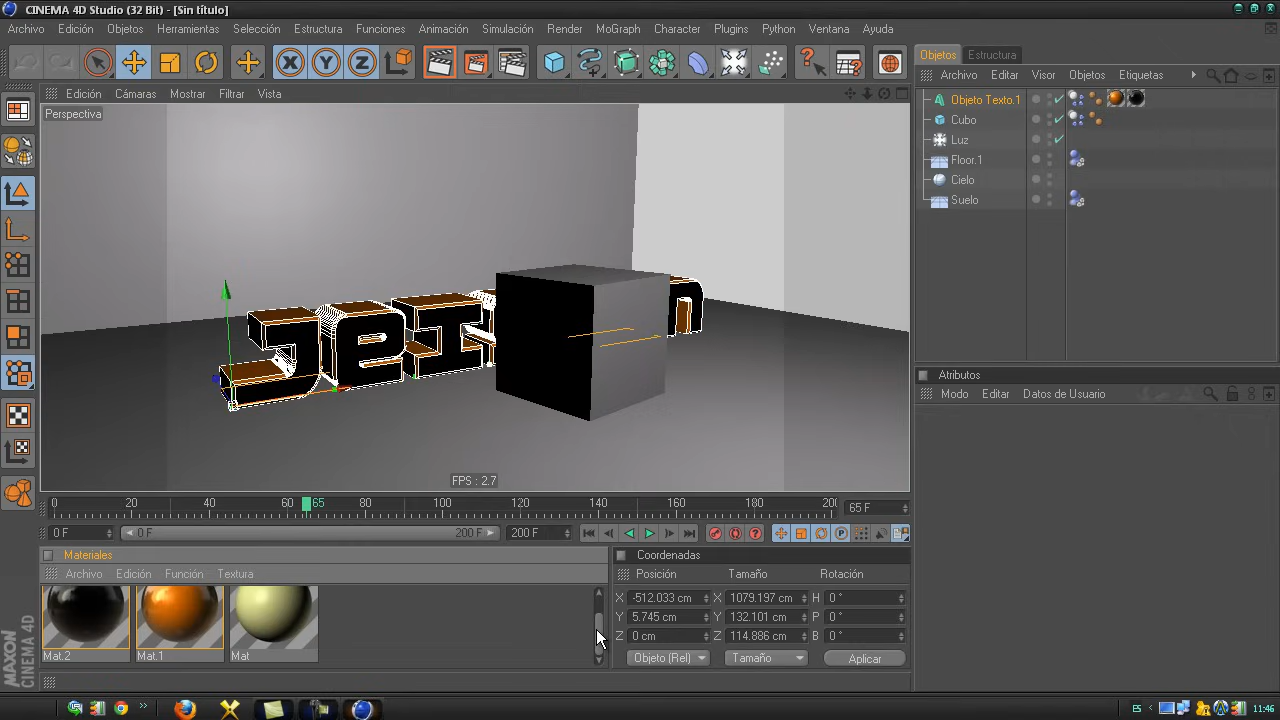 CINEMA 4D Studio (32 Bit) - [Sin título]
Archivo Edición Objetos Herramientas Selección Estructura Funciones Animación Simulación Render MoGraph Character Plugins Python Ventana Ayuda
Objetos Estructura
Archivo Editar Visor Objetos Etiquetas
Edición Cámaras Mostrar Filtrar Vista
Perspectiva
Objeto Texto.1
Cubo
Luz
Floor.1
Cielo
Suelo
Atributos
Modo Editar Datos de Usuario
FPS : 2.7
0 20 40 60 65 80 100 120 140 160 180 20 65 F
0 F 0 F 200 F 200 F
Materiales
Archivo Edición Función Textura
Mat.2 Mat.1 Mat
Coordenadas
Posición Tamaño Rotación
X -512.033 cm X 1079.197 cm H 0 °
Y 5.745 cm Y 132.101 cm P 0 °
Z 0 cm Z 114.886 cm B 0 °
Objeto (Rel) Tamaño Aplicar
MAXON
CINEMA 4D
ES 11:46